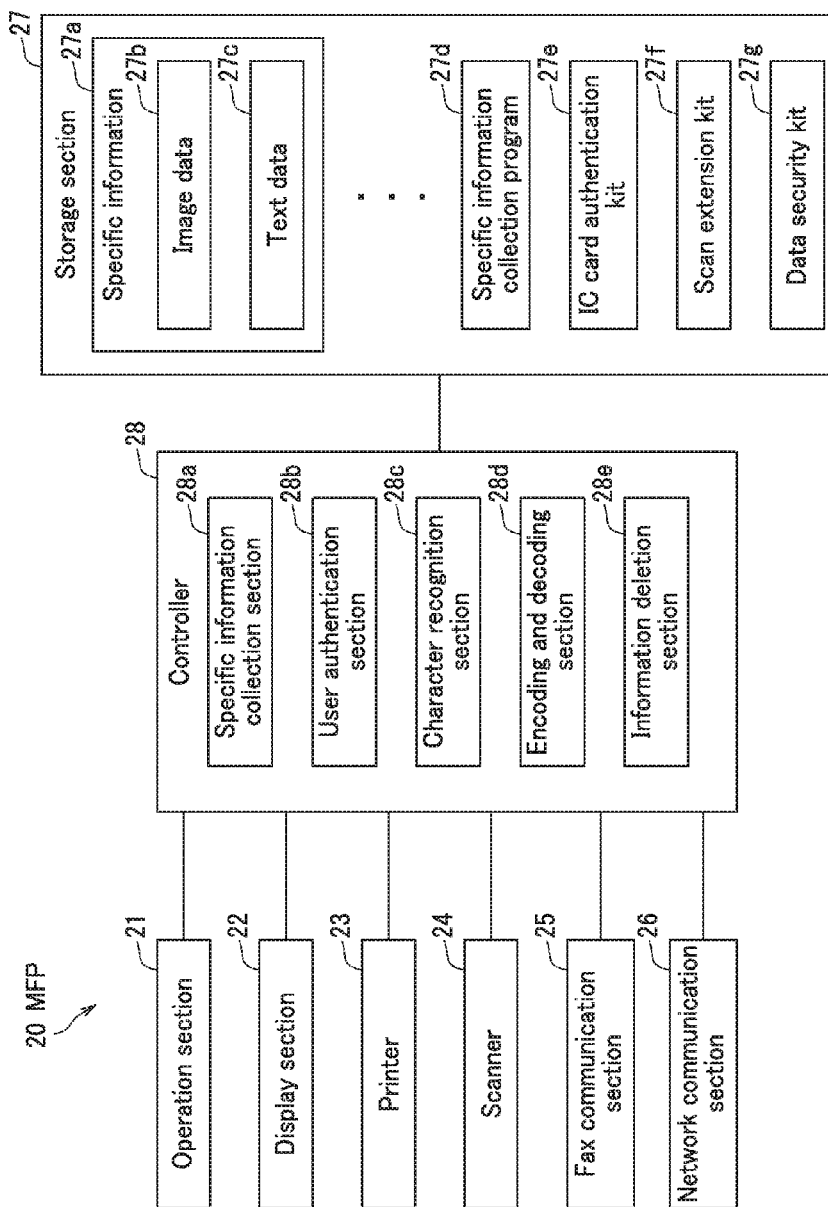 20 MFP
21
Operation section
22
Display section
23
Printer
24
Scanner
25
Fax communication
section
26
Network communication
section
28
Controller
28a
Specific information
collection section
28b
User authentication
section
28c
Character recognition
section
28d
Encoding and decoding
section
28e
Information deletion
section
27
Storage section
27a
Specific information
27b
Image data
27c
Text data
. . .
27d
Specific information
collection program
27e
IC card authentication
kit
27f
Scan extension kit
27g
Data security kit